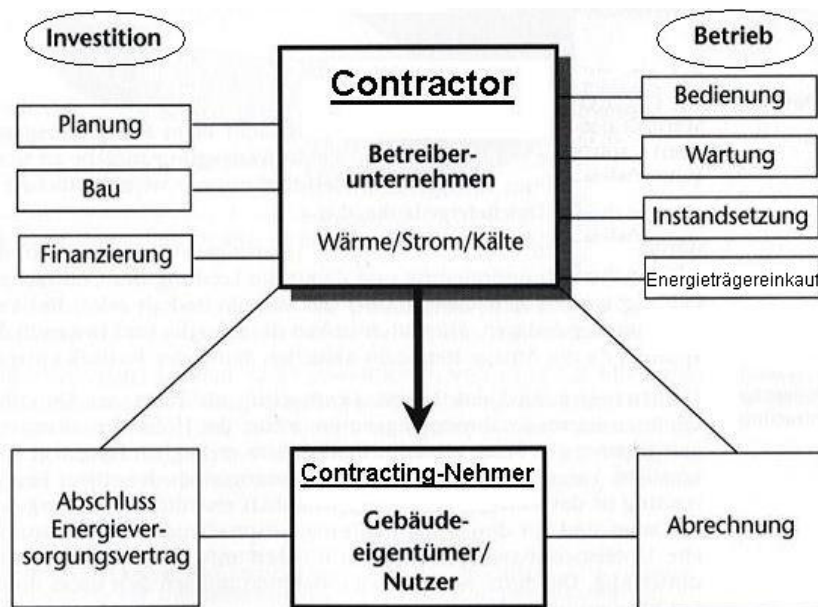 Investition
Betrieb
Contractor
Betreiber-
unternehmen
Wärme/Strom/Kälte
Planung
Bau
Finanzierung
Bedienung
Wartung
Instandsetzung
Energieträgereinkauf
Abschluss
Energiever-
sorgungsvertrag
Contracting-Nehmer
Gebäude-
eigentümer/
Nutzer
Abrechnung